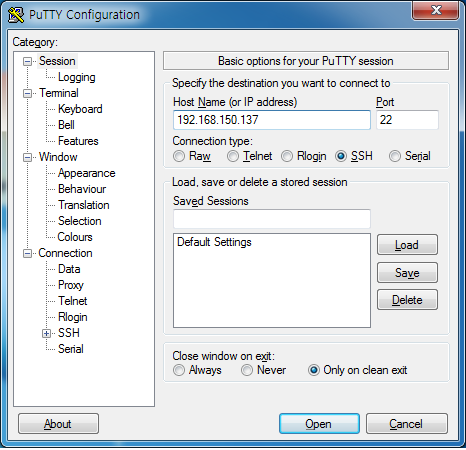 PuTTY Configuration
Category:
Session
Logging
Terminal
Keyboard
Bell
Features
Window
Appearance
Behaviour
Translation
Selection
Colours
Connection
Data
Proxy
Telnet
Rlogin
SSH
Serial
Basic options for your PuTTY session
Specify the destination you want to connect to
Host Name (or IP address) Port
192.168.150.137 22
Connection type:
Raw Telnet Rlogin SSH Serial
Load, save or delete a stored session
Saved Sessions
Default Settings
Load
Save
Delete
Close window on exit:
Always Never Only on clean exit
About Open Cancel